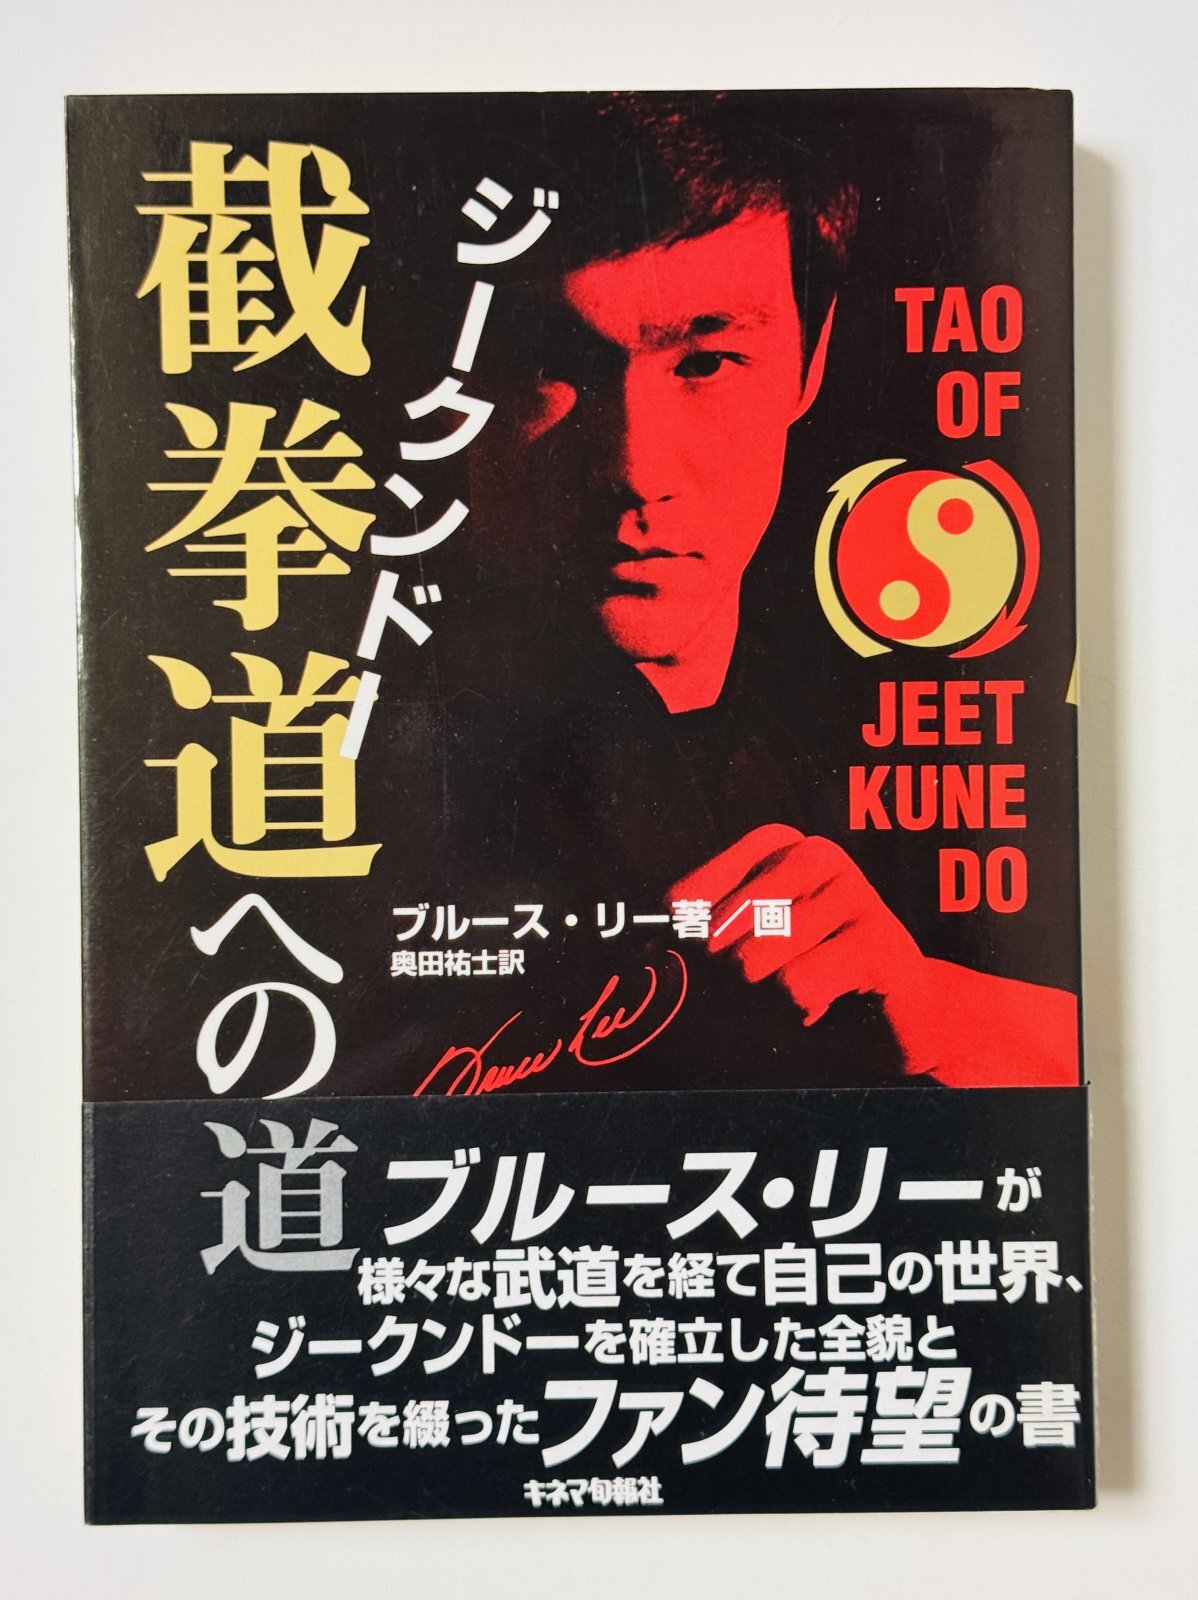 截拳道への道
ジークンドー
TAO
OF
JEET
KUNE
DO
ブルース・リー著／画
奥田祐士訳
Bruce Lee
ブルース・リーが
様々な武道を経て自己の世界、
ジークンドーを確立した全貌と
その技術を綴ったファン待望の書
キネマ旬報社